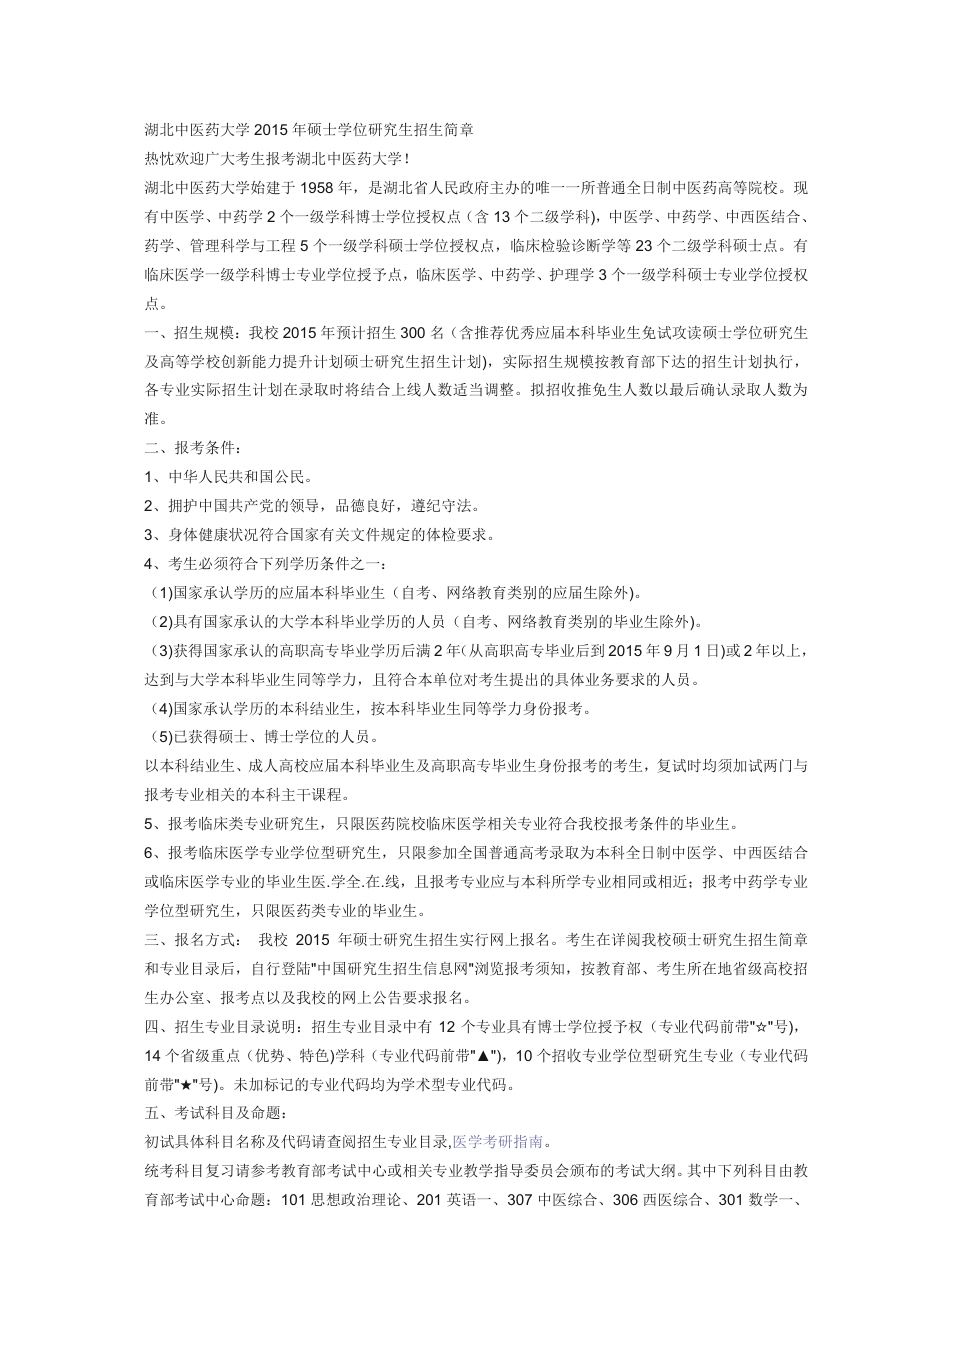 湖北中医药大学 2015 年硕士学位研究生招生简章
热忱欢迎广大考生报考湖北中医药大学！
湖北中医药大学始建于 1958 年，是湖北省人民政府主办的唯一一所普通全日制中医药高等院校。现
有中医学、中药学 2 个一级学科博士学位授权点（含 13 个二级学科)，中医学、中药学、中西医结合、
药学、管理科学与工程 5 个一级学科硕士学位授权点，临床检验诊断学等 23 个二级学科硕士点。有
临床医学一级学科博士专业学位授予点，临床医学、中药学、护理学 3 个一级学科硕士专业学位授权
点。
一、招生规模：我校 2015 年预计招生 300 名（含推荐优秀应届本科毕业生免试攻读硕士学位研究生
及高等学校创新能力提升计划硕士研究生招生计划)，实际招生规模按教育部下达的招生计划执行，
各专业实际招生计划在录取时将结合上线人数适当调整。拟招收推免生人数以最后确认录取人数为
准。
二、报考条件：
1、中华人民共和国公民。
2、拥护中国共产党的领导，品德良好，遵纪守法。
3、身体健康状况符合国家有关文件规定的体检要求。
4、考生必须符合下列学历条件之一：
（1)国家承认学历的应届本科毕业生（自考、网络教育类别的应届生除外)。
（2)具有国家承认的大学本科毕业学历的人员（自考、网络教育类别的毕业生除外)。
（3)获得国家承认的高职高专毕业学历后满 2 年（从高职高专毕业后到 2015 年 9 月 1 日)或 2 年以上，
达到与大学本科毕业生同等学力，且符合本单位对考生提出的具体业务要求的人员。
（4)国家承认学历的本科结业生，按本科毕业生同等学力身份报考。
（5)已获得硕士、博士学位的人员。
以本科结业生、成人高校应届本科毕业生及高职高专毕业生身份报考的考生，复试时均须加试两门与
报考专业相关的本科主干课程。
5、报考临床类专业研究生，只限医药院校临床医学相关专业符合我校报考条件的毕业生。
6、报考临床医学专业学位型研究生，只限参加全国普通高考录取为本科全日制中医学、中西医结合
或临床医学专业的毕业生医.学全.在.线，且报考专业应与本科所学专业相同或相近；报考中药学专业
学位型研究生，只限医药类专业的毕业生。
三、报名方式： 我校 2015 年硕士研究生招生实行网上报名。考生在详阅我校硕士研究生招生简章
和专业目录后，自行登陆"中国研究生招生信息网"浏览报考须知，按教育部、考生所在地省级高校招
生办公室、报考点以及我校的网上公告要求报名。
四、招生专业目录说明：招生专业目录中有 12 个专业具有博士学位授予权（专业代码前带"☆"号)，
14 个省级重点（优势、特色)学科（专业代码前带"▲")，10 个招收专业学位型研究生专业（专业代码
前带"★"号)。未加标记的专业代码均为学术型专业代码。
五、考试科目及命题：
初试具体科目名称及代码请查阅招生专业目录,医学考研指南。
统考科目复习请参考教育部考试中心或相关专业教学指导委员会颁布的考试大纲。其中下列科目由教
育部考试中心命题：101 思想政治理论、201 英语一、307 中医综合、306 西医综合、301 数学一、